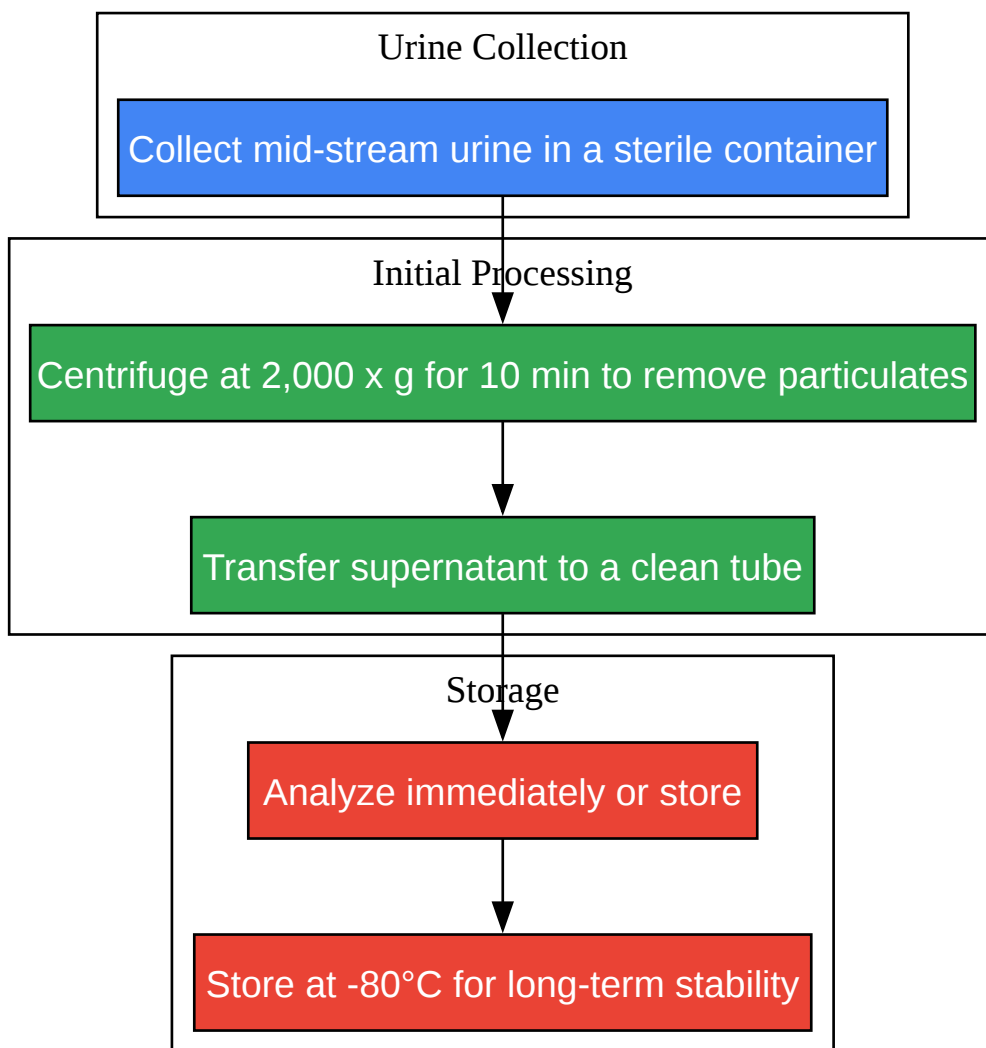 Urine Collection
Collect mid-stream urine in a sterile container
Initial Processing
Centrifuge at 2,000 x g for 10 min to remove particulates
Transfer supernatant to a clean tube
Storage
Analyze immediately or store
Store at -80°C for long-term stability